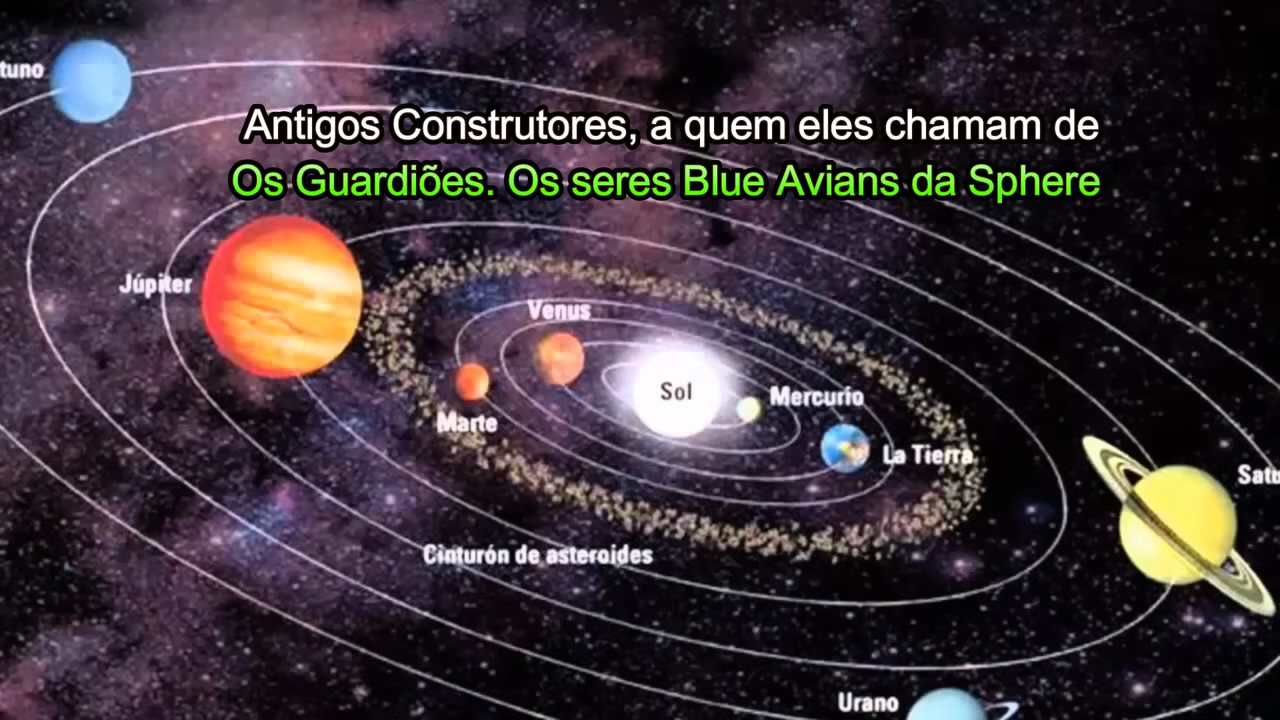 tuno
Antigos Construtores, a quem eles chamam de
Os Guardiões. Os seres Blue Avians da Sphere
Júpiter
Venus
Sol
Mercurio
Marte
La Tierra
Satu
Cinturón de asteroides
Urano